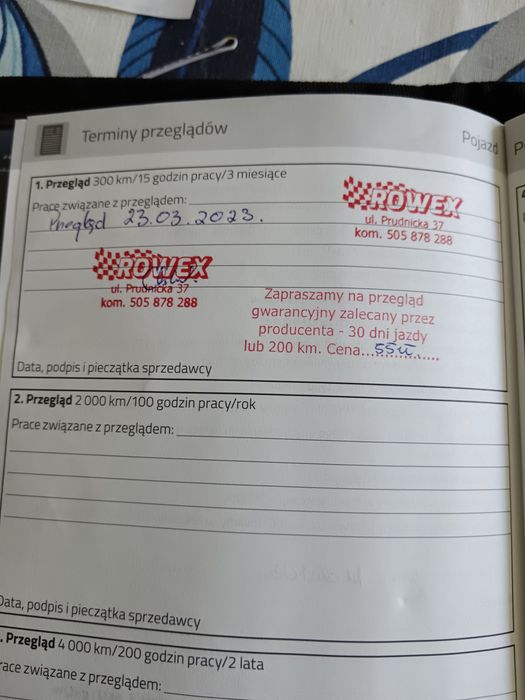 Terminy przeglądów
Pojazd
1. Przegląd 300 km/15 godzin pracy/3 miesiące
Prace związane z przeglądem:
Przegląd 23.03.2023.
ROWEX
ul. Prudnicka 37
kom. 505 878 288
ROWEX
ul. Prudnicka 37
kom. 505 878 288
Zapraszamy na przegląd
gwarancyjny zalecany przez
producenta - 30 dni jazdy
lub 200 km. Cena...55zł......
Data, podpis i pieczątka sprzedawcy
2. Przegląd 2 000 km/100 godzin pracy/rok
Prace związane z przeglądem:
Data, podpis i pieczątka sprzedawcy
. Przegląd 4 000 km/200 godzin pracy/2 lata
race związane z przeglądem: